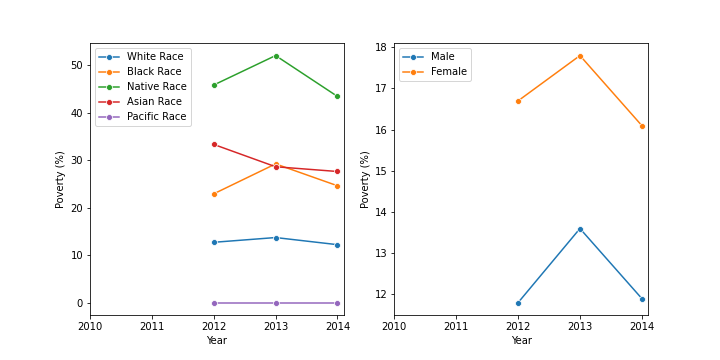 White Race
Black Race
Native Race
Asian Race
Pacific Race
50
40
30
20
10
0
Poverty (%)
2010 2011 2012 2013 2014
Year
Male
Female
18
17
16
15
14
13
12
Poverty (%)
2010 2011 2012 2013 2014
Year